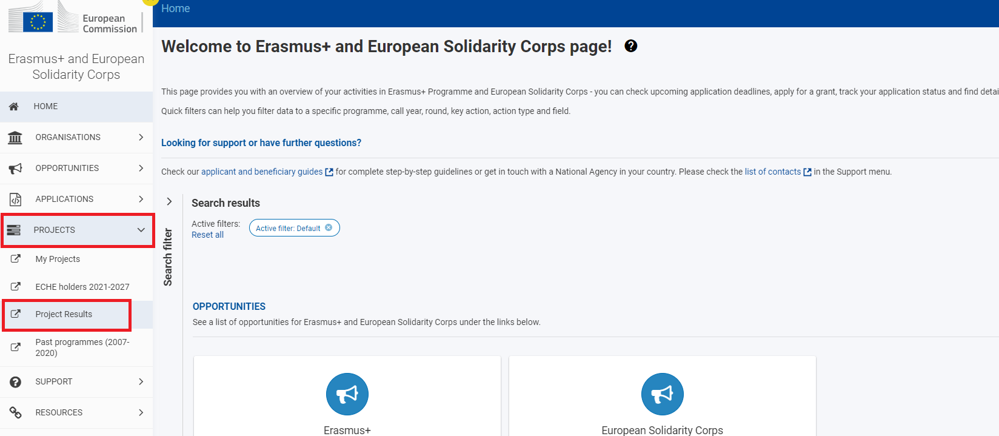 European
Commission
Erasmus+ and European
Solidarity Corps
HOME
ORGANISATIONS
OPPORTUNITIES
APPLICATIONS
PROJECTS
My Projects
ECHE holders 2021-2027
Project Results
Past programmes (2007-
2020)
SUPPORT
RESOURCES
Home
Welcome to Erasmus+ and European Solidarity Corps page!
This page provides you with an overview of your activities in Erasmus+ Programme and European Solidarity Corps - you can check upcoming application deadlines, apply for a grant, track your application status and find detai
Quick filters can help you filter data to a specific programme, call year, round, key action, action type and field.
Looking for support or have further questions?
Check our applicant and beneficiary guides for complete step-by-step guidelines or get in touch with a National Agency in your country. Please check the list of contacts in the Support menu.
Search filter
Search results
Active filters:
Reset all
Active filter: Default
OPPORTUNITIES
See a list of opportunities for Erasmus+ and European Solidarity Corps under the links below.
Erasmus+
European Solidarity Corps